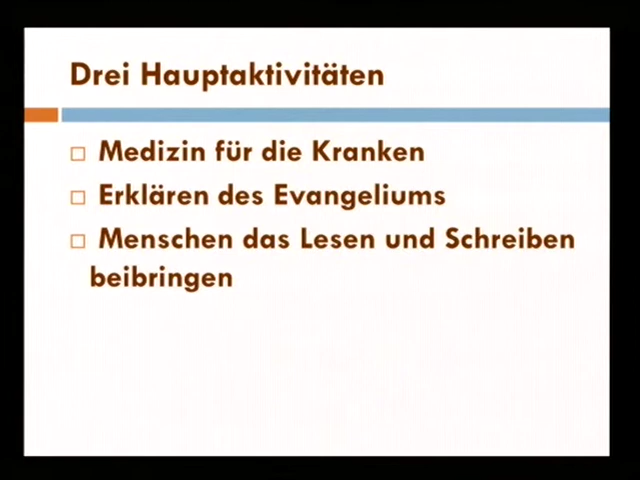 Drei Hauptaktivitäten
Medizin für die Kranken
Erklären des Evangeliums
Menschen das Lesen und Schreiben
beibringen